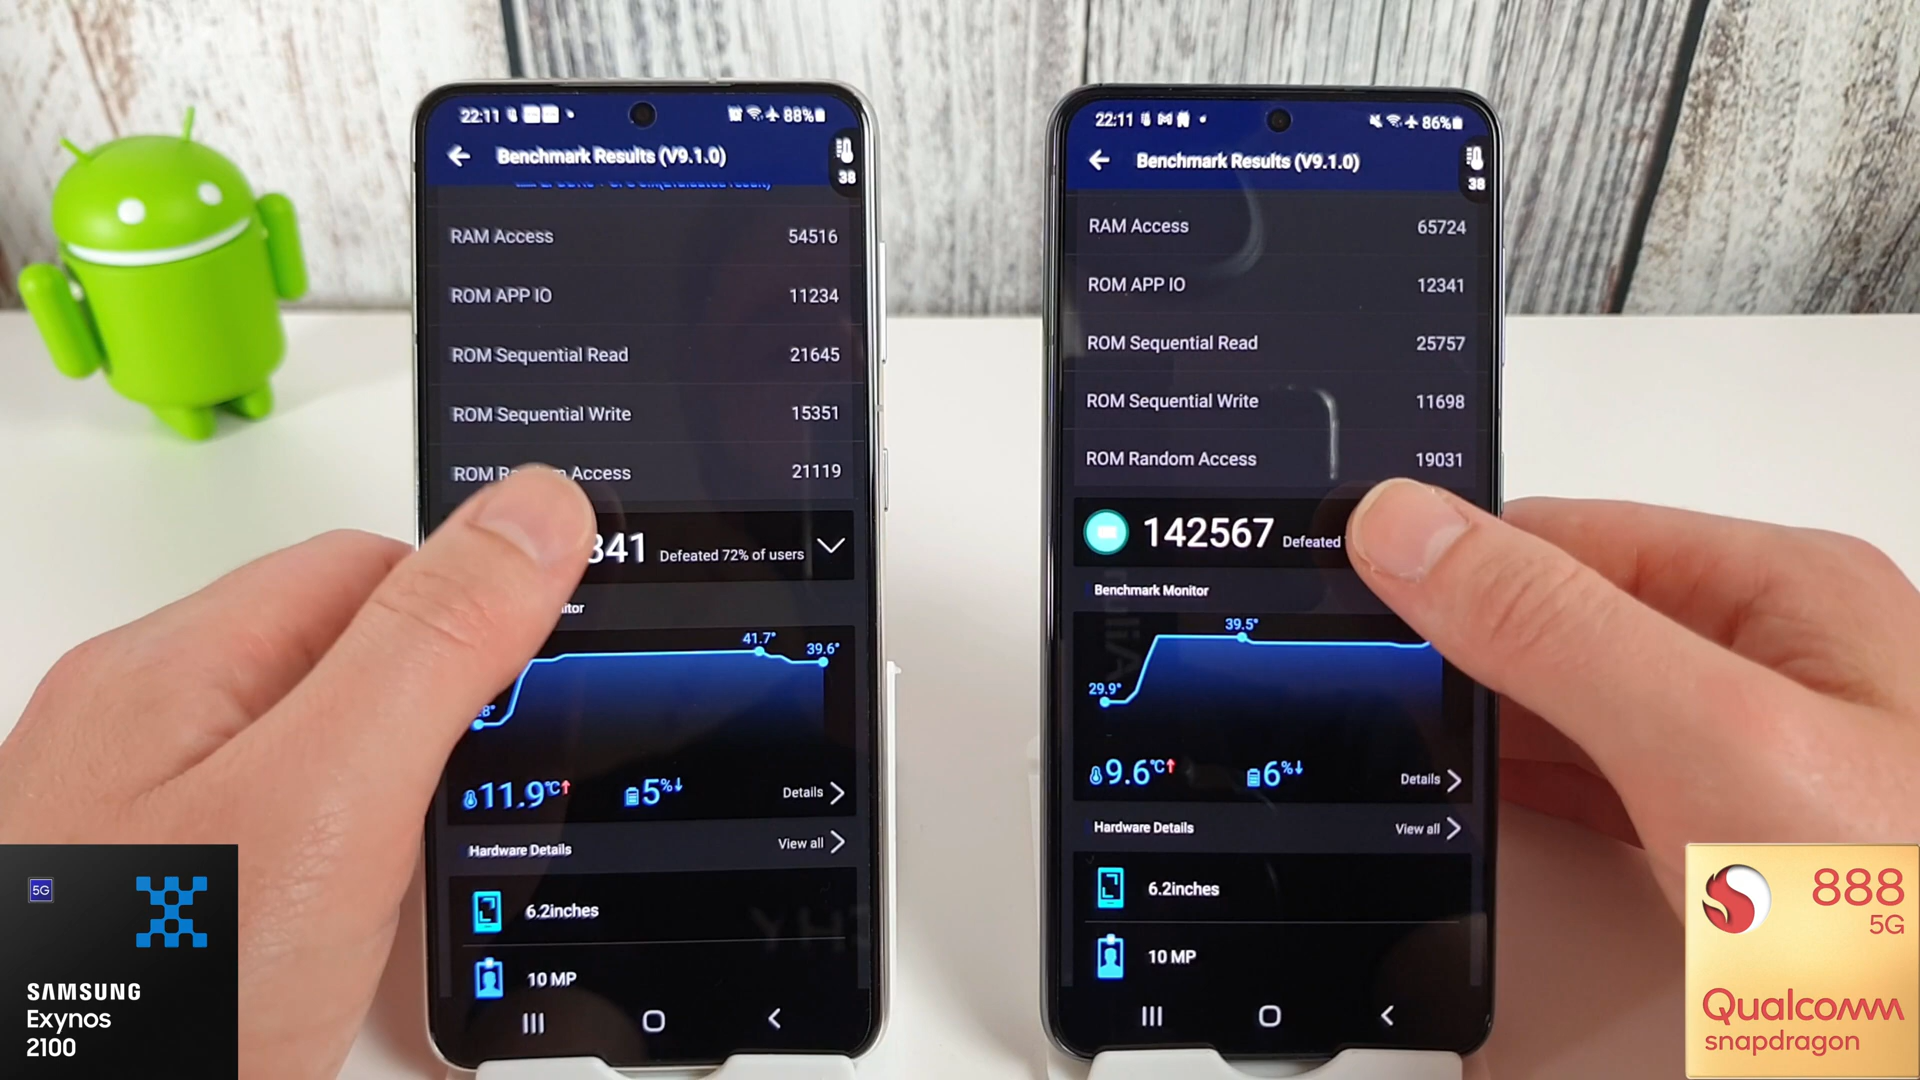 22:11
88%
Benchmark Results (V9.1.0)
38
RAM Access 54516
ROM APP IO 11234
ROM Sequential Read 21645
ROM Sequential Write 15351
ROM Access 21119
341 Defeated 72% of users
itor
41.7°
39.6°
.8°
11.9°C↑ 5%↓ Details
Hardware Details View all
6.2inches
10 MP
22:11
86%
Benchmark Results (V9.1.0)
38
RAM Access 65724
ROM APP IO 12341
ROM Sequential Read 25757
ROM Sequential Write 11698
ROM Random Access 19031
142567 Defeated
Benchmark Monitor
39.5°
29.9°
9.6°C↑ 6%↓ Details
Hardware Details View all
6.2inches
10 MP
5G
SAMSUNG
Exynos
2100
888
5G
Qualcomm
snapdragon